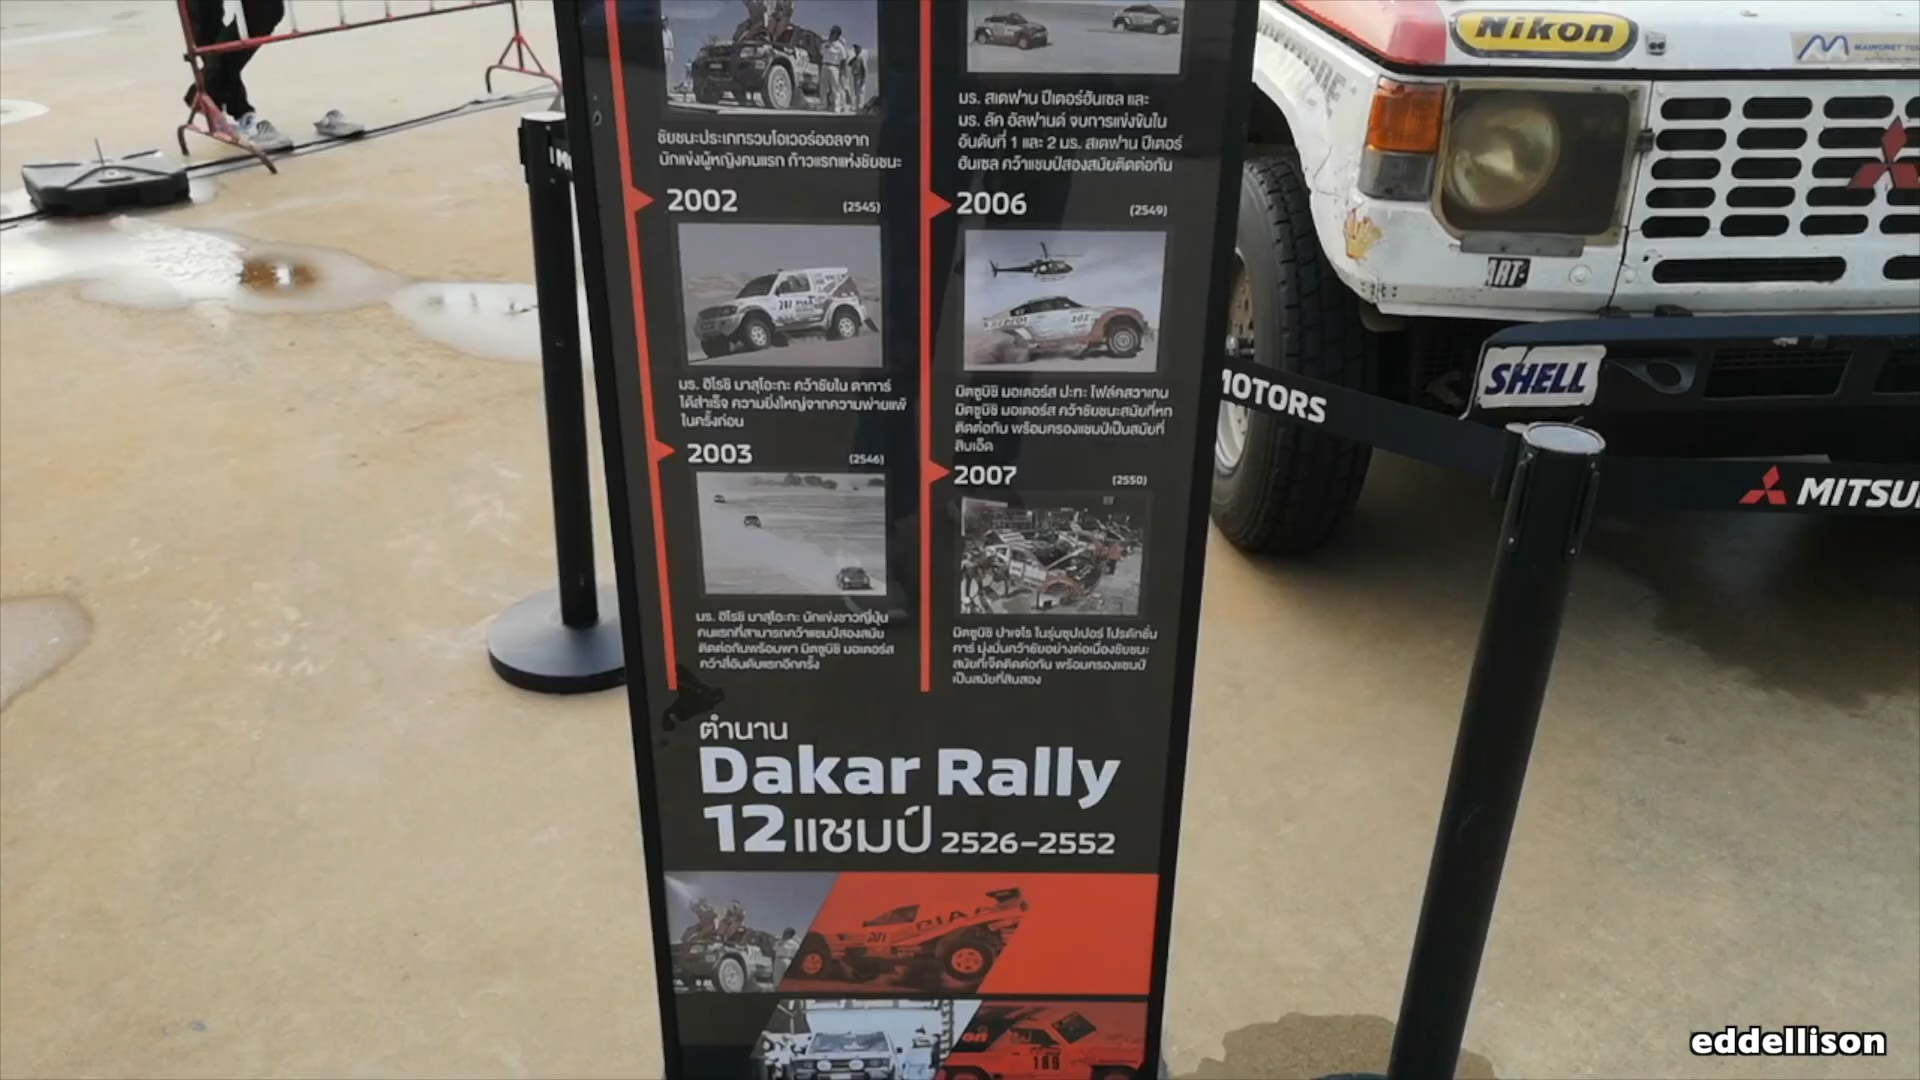 ชัยชนะประเภทรวมโอเวอร์ออลจาก
นักแข่งผู้หญิงคนแรก ก้าวแรกแห่งชัยชนะ
2002 (2545)
มร. ฮิโรชิ มาสุโอะกะ คว้าชัยใน ดาการ์
ได้สำเร็จ ความยิ่งใหญ่จากความพ่ายแพ้
ในครั้งก่อน
2003 (2546)
มร. ฮิโรชิ มาสุโอะกะ นักแข่งชาวญี่ปุ่น
คนแรกที่สามารถคว้าแชมป์สองสมัย
ติดต่อกันพร้อมพา มิตซูบิชิ มอเตอร์ส
คว้าสี่อันดับแรกอีกครั้ง
มร. สเตฟาน ปีเตอร์ฮันเซล และ
มร. ลัค อัลฟานด์ จบการแข่งขันใน
อันดับที่ 1 และ 2 มร. สเตฟาน ปีเตอร์
ฮันเซล คว้าแชมป์สองสมัยติดต่อกัน
2006 (2549)
มิตซูบิชิ มอเตอร์ส ปะทะ โฟล์คสวาเกน
มิตซูบิชิ มอเตอร์ส คว้าชัยชนะสมัยที่หก
ติดต่อกัน พร้อมครองแชมป์เป็นสมัยที่
สิบเอ็ด
2007 (2550)
มิตซูบิชิ ปาเจโร ในรุ่นซุปเปอร์ โปรดักชั่น
คาร์ มุ่งมั่นคว้าชัยอย่างต่อเนื่องชัยชนะ
สมัยที่เจ็ดติดต่อกัน พร้อมครองแชมป์
เป็นสมัยที่สิบสอง
ตำนาน
Dakar Rally
12 แชมป์ 2526–2552
201
189
Nikon
ART
SHELL
MOTORS
MITSU
eddellison